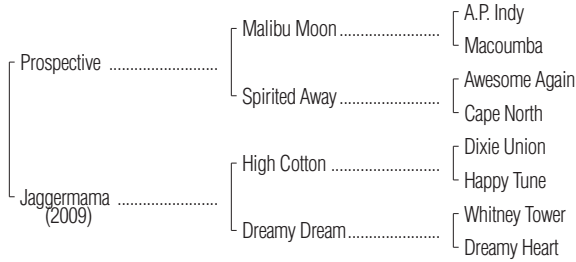 A.P. Indy
Malibu Moon
Macoumba
Prospective
Awesome Again
Spirited Away
Cape North
Dixie Union
High Cotton
Happy Tune
Jaggermama
(2009)
Whitney Tower
Dreamy Dream
Dreamy Heart